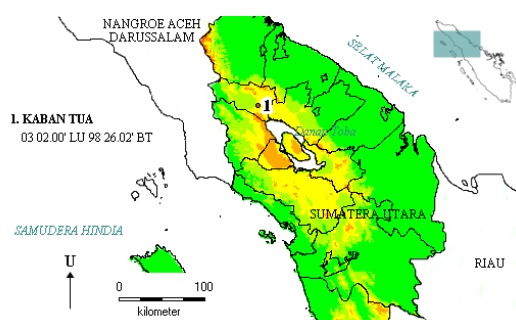 NANGROE ACEH
DARUSSALAM
SELAT MALAKA
1
1. KABAN TUA
03 02.00' LU 98 26.02' BT
Danau Toba
SUMATERA UTARA
SAMUDERA HINDIA
RIAU
U
0 100
kilometer